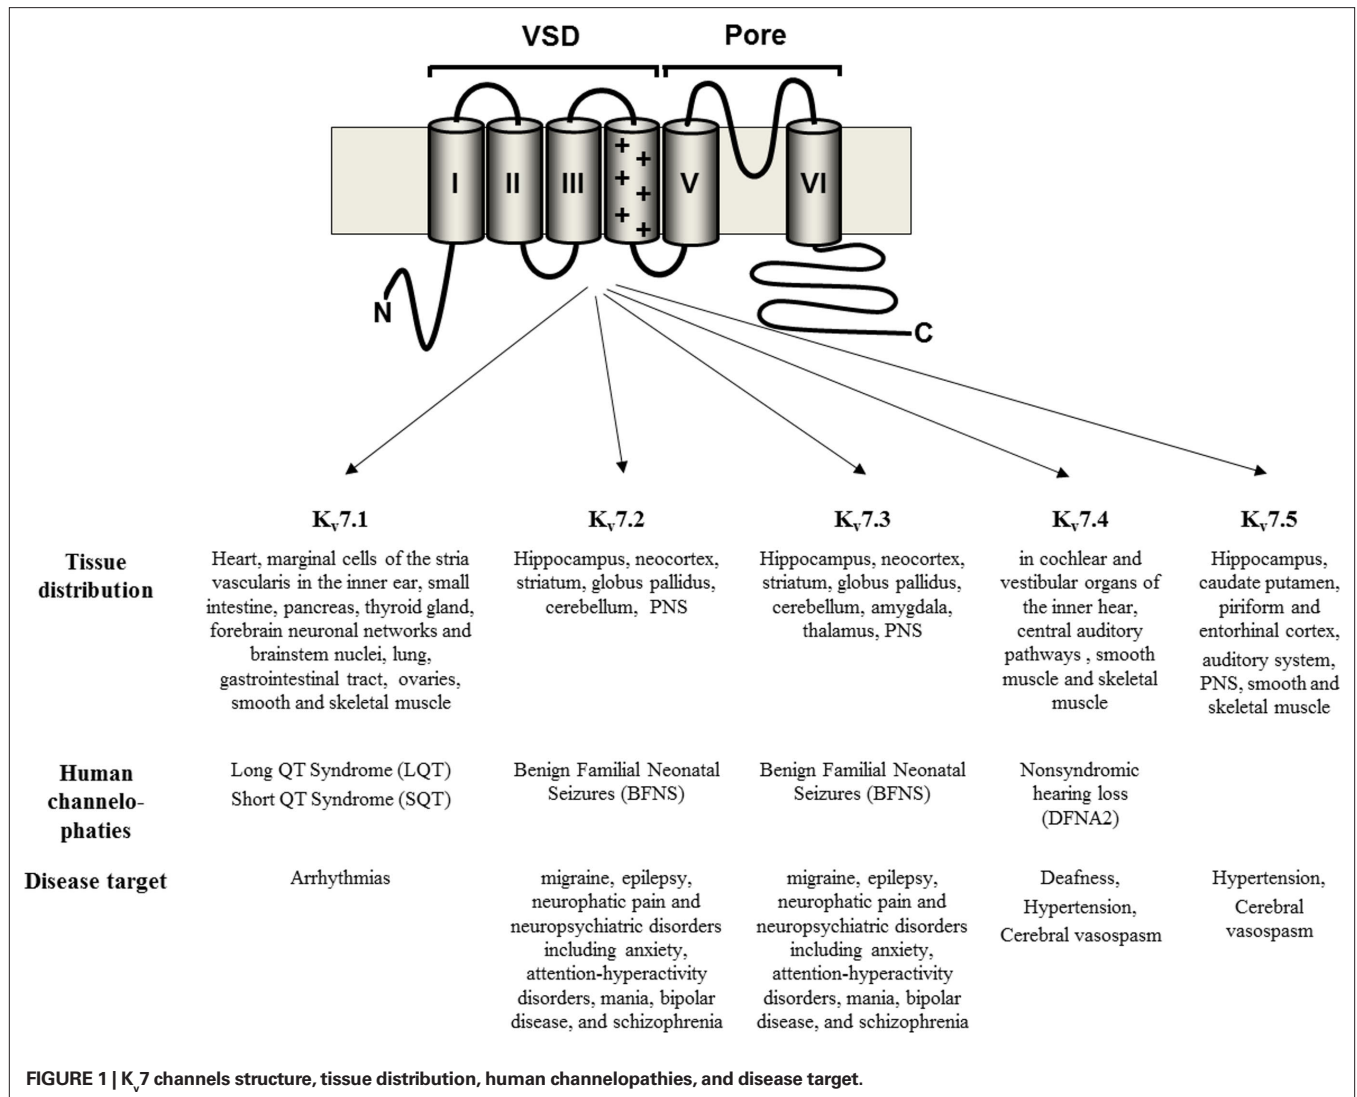 VSD Pore
I II III V VI
N
C
Kv7.1 Kv7.2 Kv7.3 Kv7.4 Kv7.5
Tissue
distribution
Heart, marginal cells of the stria
vascularis in the inner ear, small
intestine, pancreas, thyroid gland,
forebrain neuronal networks and
brainstem nuclei, lung,
gastrointestinal tract, ovaries,
smooth and skeletal muscle
Hippocampus, neocortex,
striatum, globus pallidus,
cerebellum, PNS
Hippocampus, neocortex,
striatum, globus pallidus,
cerebellum, amygdala,
thalamus, PNS
in cochlear and
vestibular organs of
the inner hear,
central auditory
pathways , smooth
muscle and skeletal
muscle
Hippocampus,
caudate putamen,
piriform and
entorhinal cortex,
auditory system,
PNS, smooth and
skeletal muscle
Human
channelo-
phaties
Long QT Syndrome (LQT)
Short QT Syndrome (SQT)
Benign Familial Neonatal
Seizures (BFNS)
Benign Familial Neonatal
Seizures (BFNS)
Nonsyndromic
hearing loss
(DFNA2)
Disease target
Arrhythmias
migraine, epilepsy,
neurophatic pain and
neuropsychiatric disorders
including anxiety,
attention-hyperactivity
disorders, mania, bipolar
disease, and schizophrenia
migraine, epilepsy,
neurophatic pain and
neuropsychiatric disorders
including anxiety,
attention-hyperactivity
disorders, mania, bipolar
disease, and schizophrenia
Deafness,
Hypertension,
Cerebral vasospasm
Hypertension,
Cerebral
vasospasm
FIGURE 1 | Kv7 channels structure, tissue distribution, human channelopathies, and disease target.